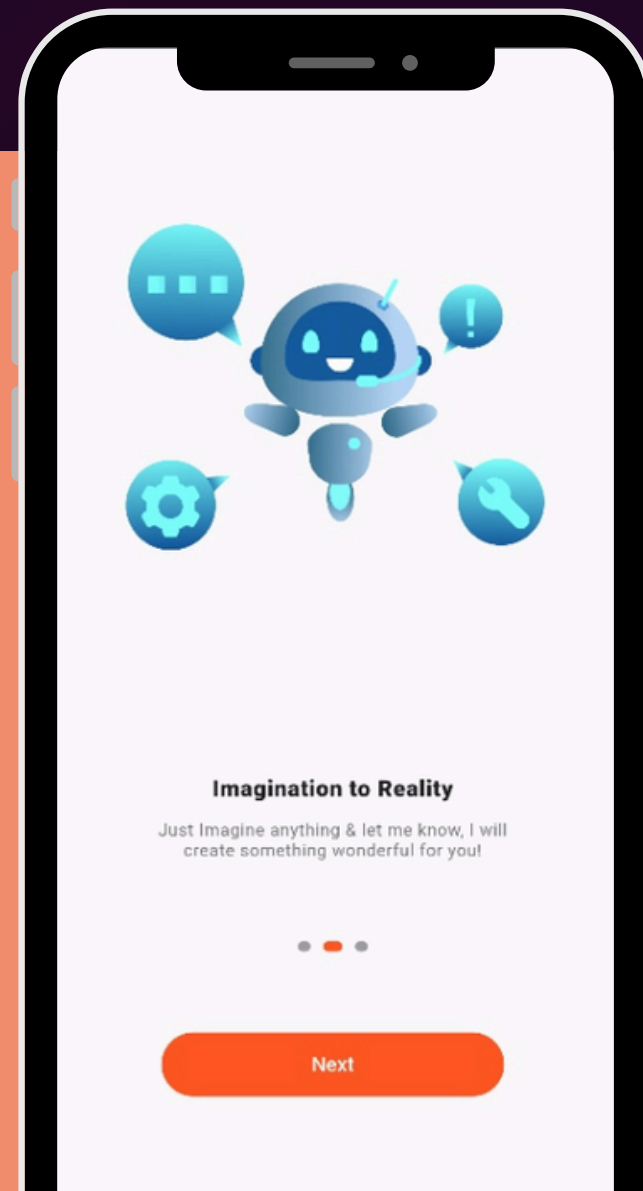 Imagination to Reality
Just Imagine anything & let me know, I will
create something wonderful for you!
Next